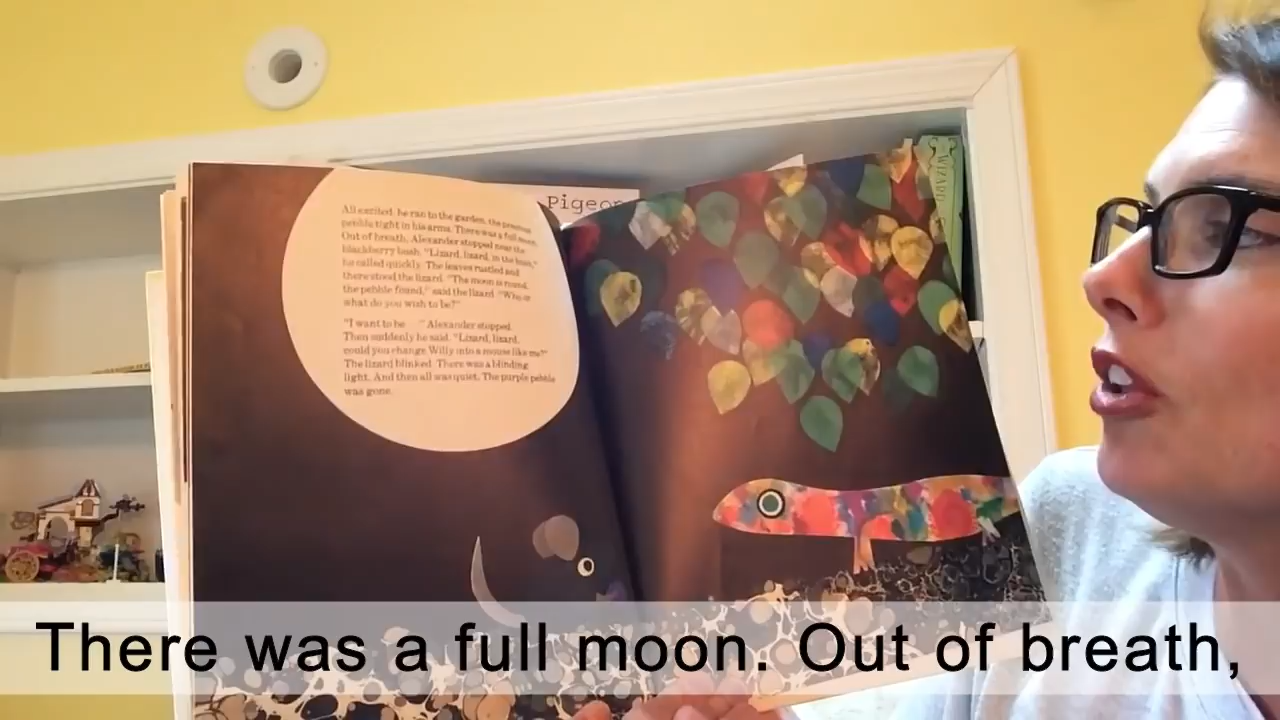 Pigeon
WIZARD
All excited, he ran to the garden, the precious
pebble tight in his arms. There was a full moon.
Out of breath, Alexander stopped near the
blackberry bush. "Lizard, lizard, in the bush,"
he called quickly. The leaves rustled and
there stood the lizard. "The moon is round,
the pebble found," said the lizard. "Who or
what do you wish to be?"
"I want to be . . ." Alexander stopped.
Then suddenly he said, "Lizard, lizard,
could you change Willy into a mouse like me?"
The lizard blinked. There was a blinding
light. And then all was quiet. The purple pebble
was gone.
There was a full moon. Out of breath,